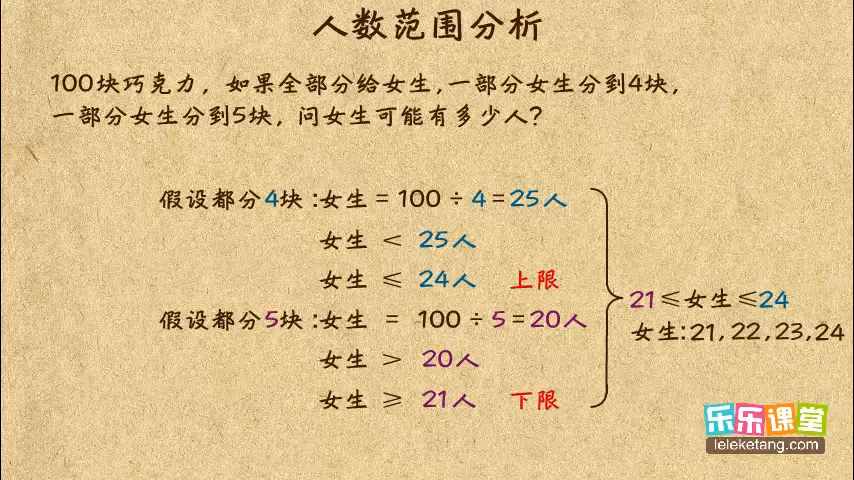 人数范围分析
100块巧克力，如果全部分给女生，一部分女生分到4块，
一部分女生分到5块，问女生可能有多少人？
假设都分4块：女生 = 100 ÷ 4 = 25人
女生 < 25人
女生 ≤ 24人 上限
假设都分5块：女生 = 100 ÷ 5 = 20人
女生 > 20人
女生 ≥ 21人 下限
21 ≤ 女生 ≤ 24
女生：21，22，23，24
乐乐课堂
leleketang.com